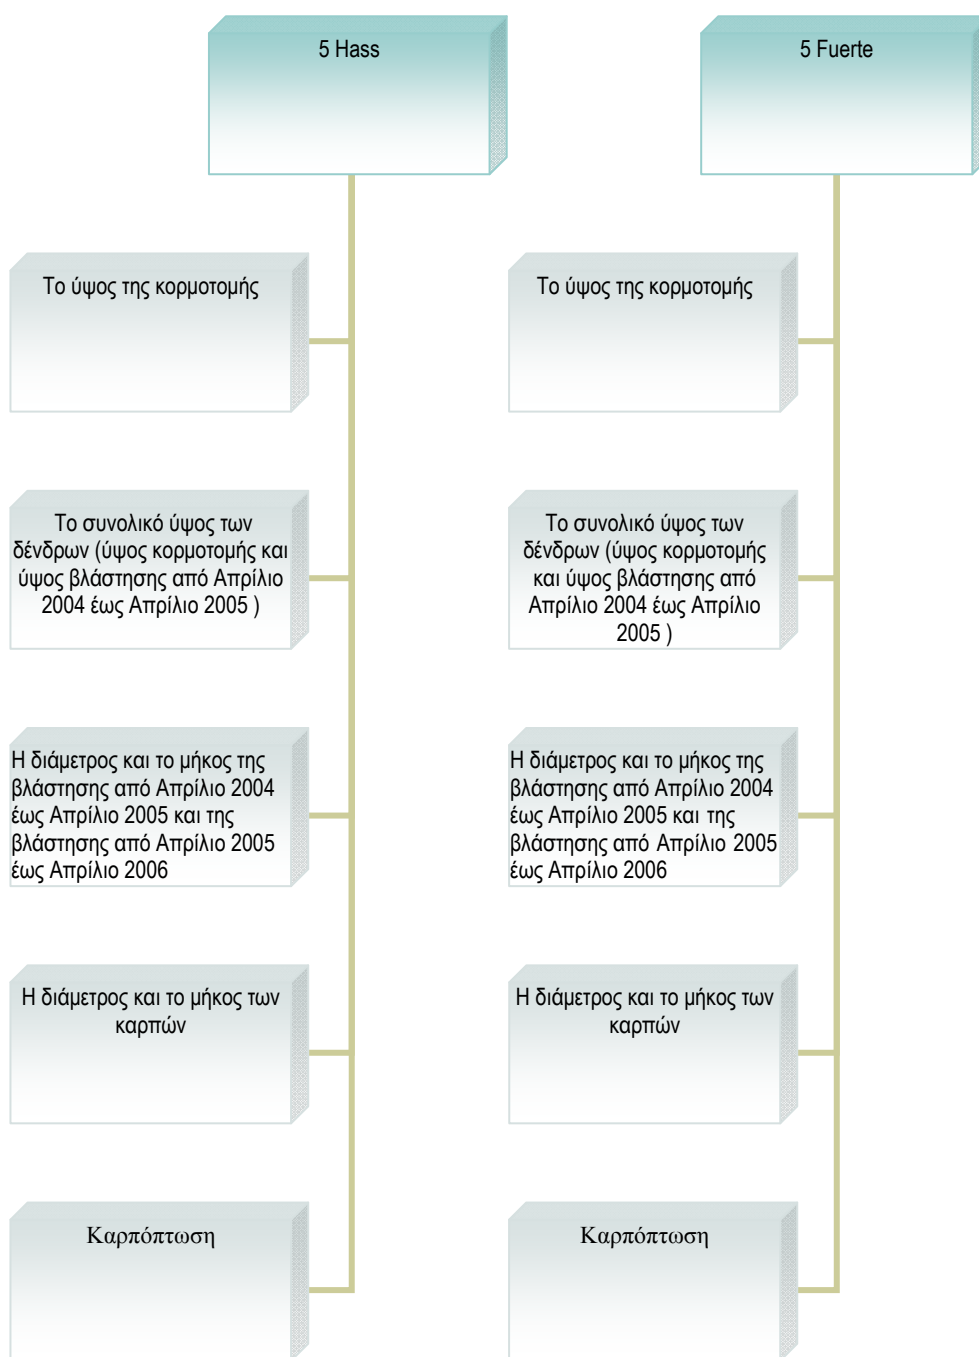 5 Hass
Το ύψος της κορμοτομής
Το συνολικό ύψος των
δένδρων (ύψος κορμοτομής και
ύψος βλάστησης από Απρίλιο
2004 έως Απρίλιο 2005 )
Η διάμετρος και το μήκος της
βλάστησης από Απρίλιο 2004
έως Απρίλιο 2005 και της
βλάστησης από Απρίλιο 2005
έως Απρίλιο 2006
Η διάμετρος και το μήκος των
καρπών
Καρπόπτωση
5 Fuerte
Το ύψος της κορμοτομής
Το συνολικό ύψος των
δένδρων (ύψος κορμοτομής
και ύψος βλάστησης από
Απρίλιο 2004 έως Απρίλιο
2005 )
Η διάμετρος και το μήκος της
βλάστησης από Απρίλιο 2004
έως Απρίλιο 2005 και της
βλάστησης από Απρίλιο 2005
έως Απρίλιο 2006
Η διάμετρος και το μήκος των
καρπών
Καρπόπτωση